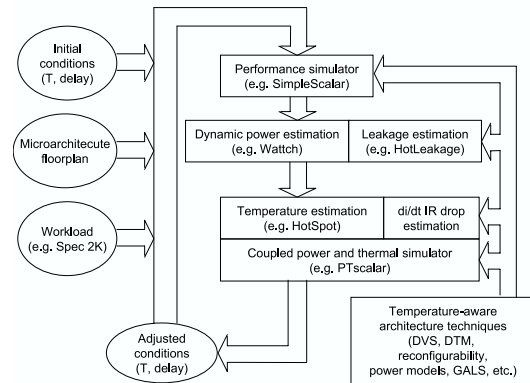 Initial
conditions
(T, delay)
Performance simulator
(e.g. SimpleScalar)
Microarchitecute
floorplan
Dynamic power estimation
(e.g. Wattch)
Leakage estimation
(e.g. HotLeakage)
Workload
(e.g. Spec 2K)
Temperature estimation
(e.g. HotSpot)
di/dt IR drop
estimation
Coupled power and thermal simulator
(e.g. PTscalar)
Adjusted
conditions
(T, delay)
Temperature-aware
architecture techniques
(DVS, DTM,
reconfigurability,
power models, GALS, etc.)